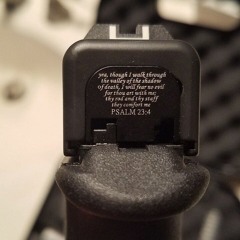 yea, though I walk through
the valley of the shadow
of death, I will fear no evil
for thou art with me;
thy rod and thy staff
they comfort me
PSALM 23:4